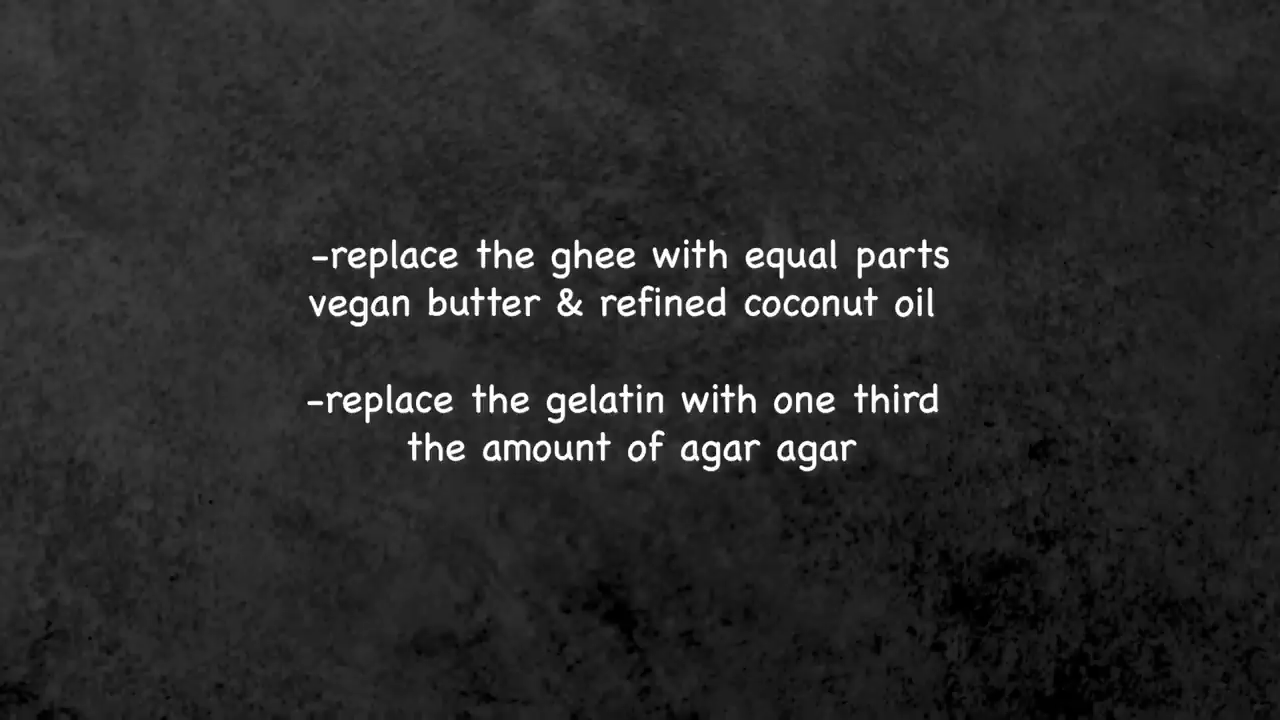 -replace the ghee with equal parts
vegan butter & refined coconut oil
-replace the gelatin with one third
the amount of agar agar